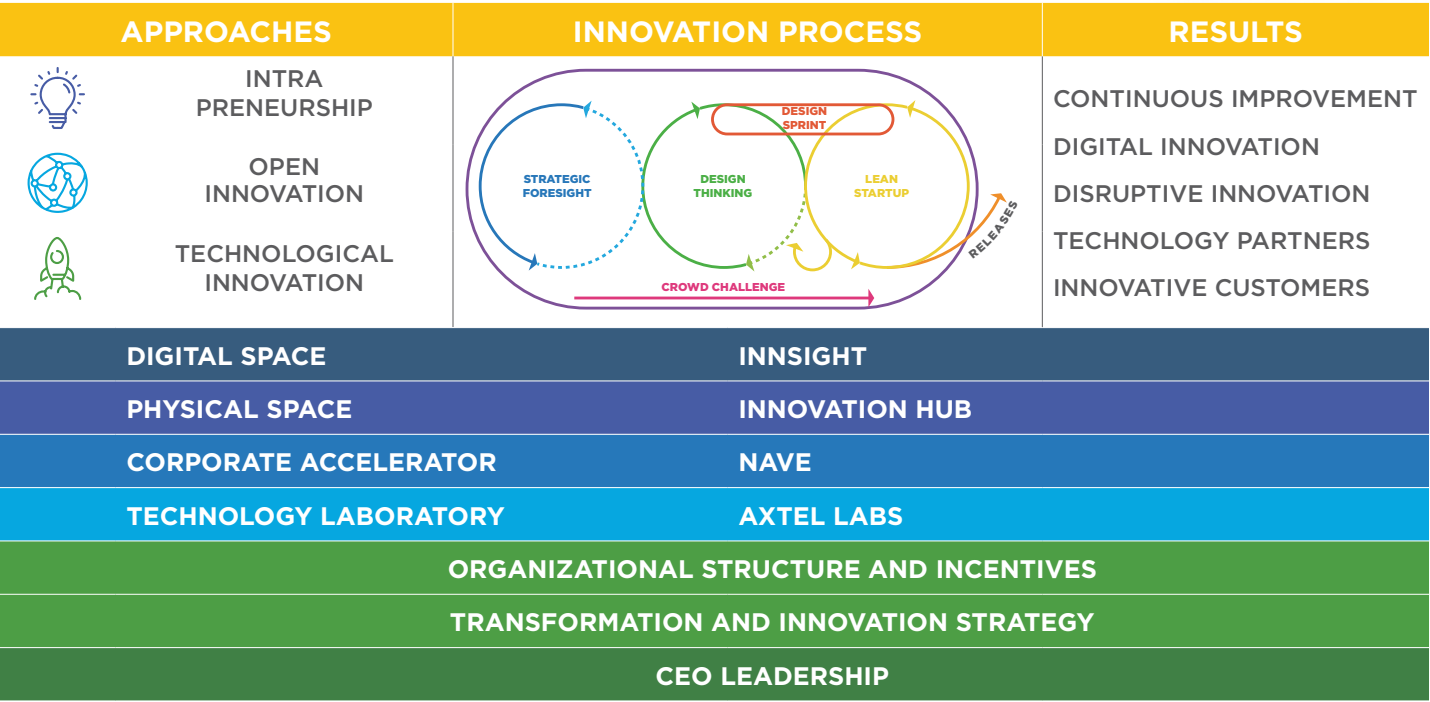 APPROACHES
INNOVATION PROCESS
RESULTS
INTRA
PRENEURSHIP
OPEN
INNOVATION
TECHNOLOGICAL
INNOVATION
DESIGN
SPRINT
STRATEGIC
FORESIGHT
DESIGN
THINKING
LEAN
STARTUP
RELEASES
CROWD CHALLENGE
CONTINUOUS IMPROVEMENT
DIGITAL INNOVATION
DISRUPTIVE INNOVATION
TECHNOLOGY PARTNERS
INNOVATIVE CUSTOMERS
DIGITAL SPACE
INNSIGHT
PHYSICAL SPACE
INNOVATION HUB
CORPORATE ACCELERATOR
NAVE
TECHNOLOGY LABORATORY
AXTEL LABS
ORGANIZATIONAL STRUCTURE AND INCENTIVES
TRANSFORMATION AND INNOVATION STRATEGY
CEO LEADERSHIP